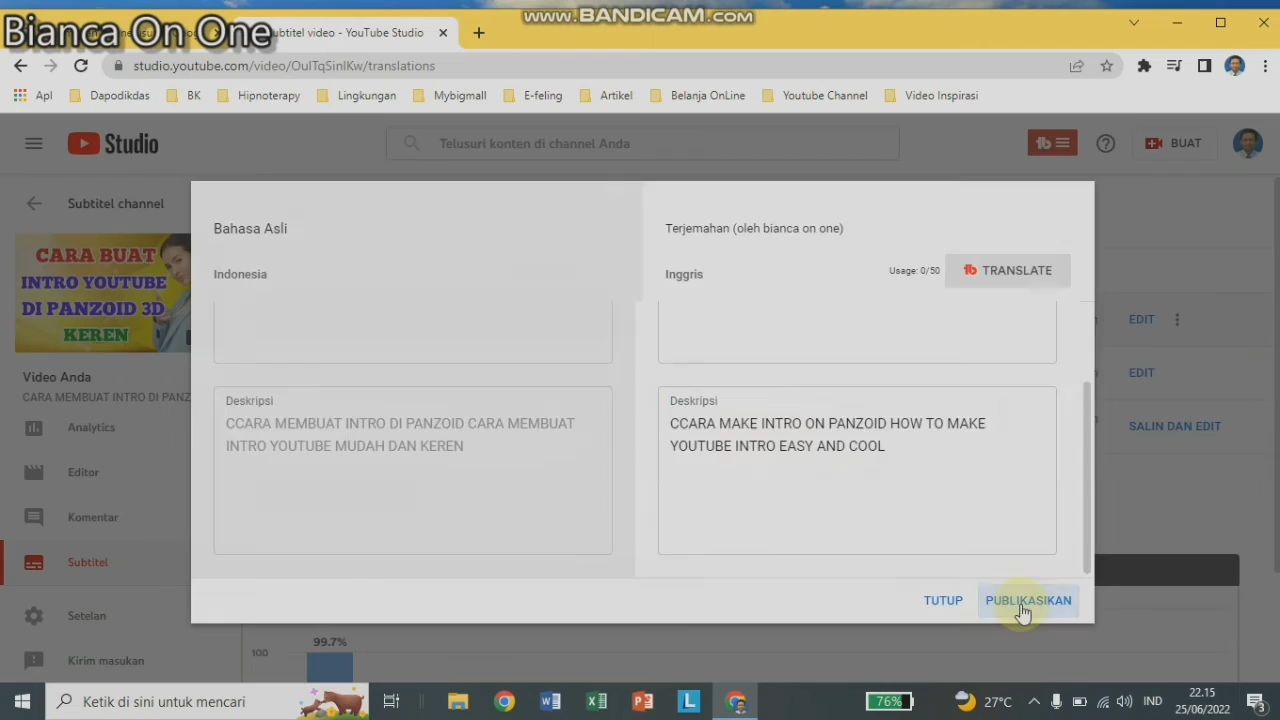 www.BANDICAM.com
Bianca On One
Subtitel video - YouTube Studio
studio.youtube.com/video/OulTqSinlKw/translations
Apl
Dapodikdas
BK
Hipnoterapy
Lingkungan
Mybigmall
E-feling
Artikel
Belanja OnLine
Youtube Channel
Video Inspirasi
Studio
Telusuri konten di channel Anda
BUAT
Subtitel channel
CARA BUAT
INTRO YOUTUBE
DI PANZOID 3D
KEREN
Video Anda
CARA MEMBUAT INTRO DI PANZ
Analytics
Editor
Komentar
Subtitel
Setelan
Kirim masukan
Bahasa Asli
Terjemahan (oleh bianca on one)
Indonesia
Inggris
Usage: 0/50
TRANSLATE
Deskripsi
CCARA MEMBUAT INTRO DI PANZOID CARA MEMBUAT
INTRO YOUTUBE MUDAH DAN KEREN
Deskripsi
CCARA MAKE INTRO ON PANZOID HOW TO MAKE
YOUTUBE INTRO EASY AND COOL
TUTUP
PUBLIKASIKAN
EDIT
EDIT
SALIN DAN EDIT
99.7%
100
Ketik di sini untuk mencari
76%
27°C
IND
22.15
25/06/2022
3